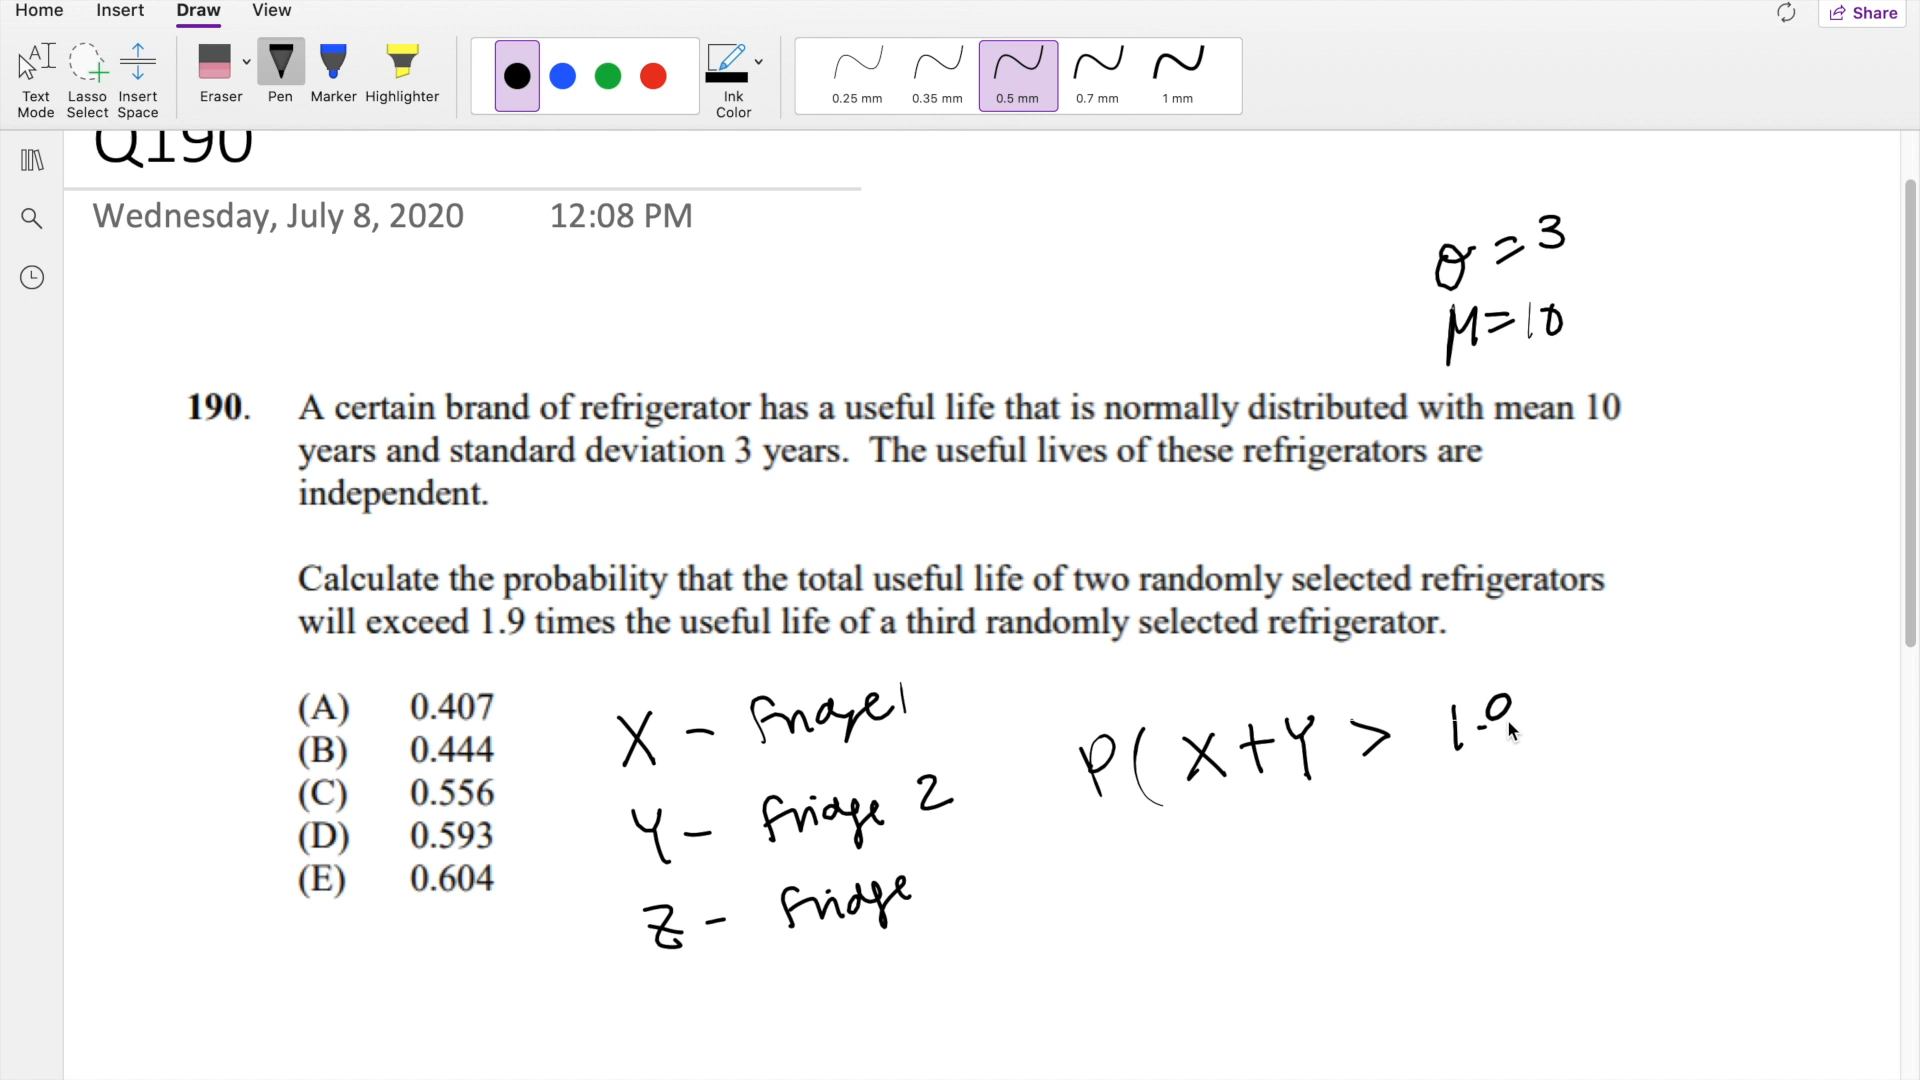 Home Insert Draw View Share
Text Mode Lasso Select Insert Space Eraser Pen Marker Highlighter Ink Color 0.25 mm 0.35 mm 0.5 mm 0.7 mm 1 mm
Q190
Wednesday, July 8, 2020 12:08 PM
σ = 3
μ = 10
190. A certain brand of refrigerator has a useful life that is normally distributed with mean 10
years and standard deviation 3 years. The useful lives of these refrigerators are
independent.
Calculate the probability that the total useful life of two randomly selected refrigerators
will exceed 1.9 times the useful life of a third randomly selected refrigerator.
(A) 0.407
(B) 0.444
(C) 0.556
(D) 0.593
(E) 0.604
X - fridge 1
Y - fridge 2
Z - fridge
P( X + Y > 1.